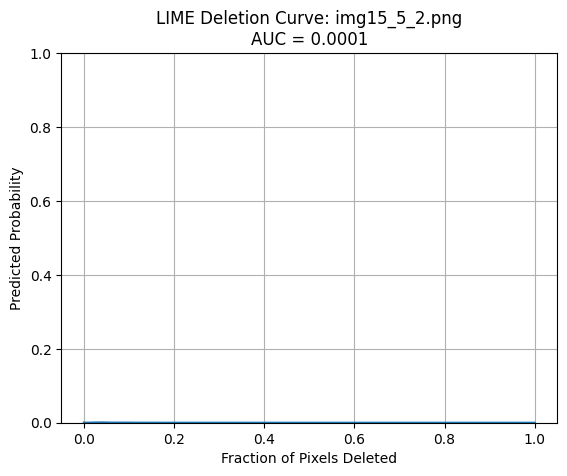 LIME Deletion Curve: img15_5_2.png
AUC = 0.0001
1.0
0.8
0.6
0.4
0.2
0.0
Predicted Probability
0.0 0.2 0.4 0.6 0.8 1.0
Fraction of Pixels Deleted